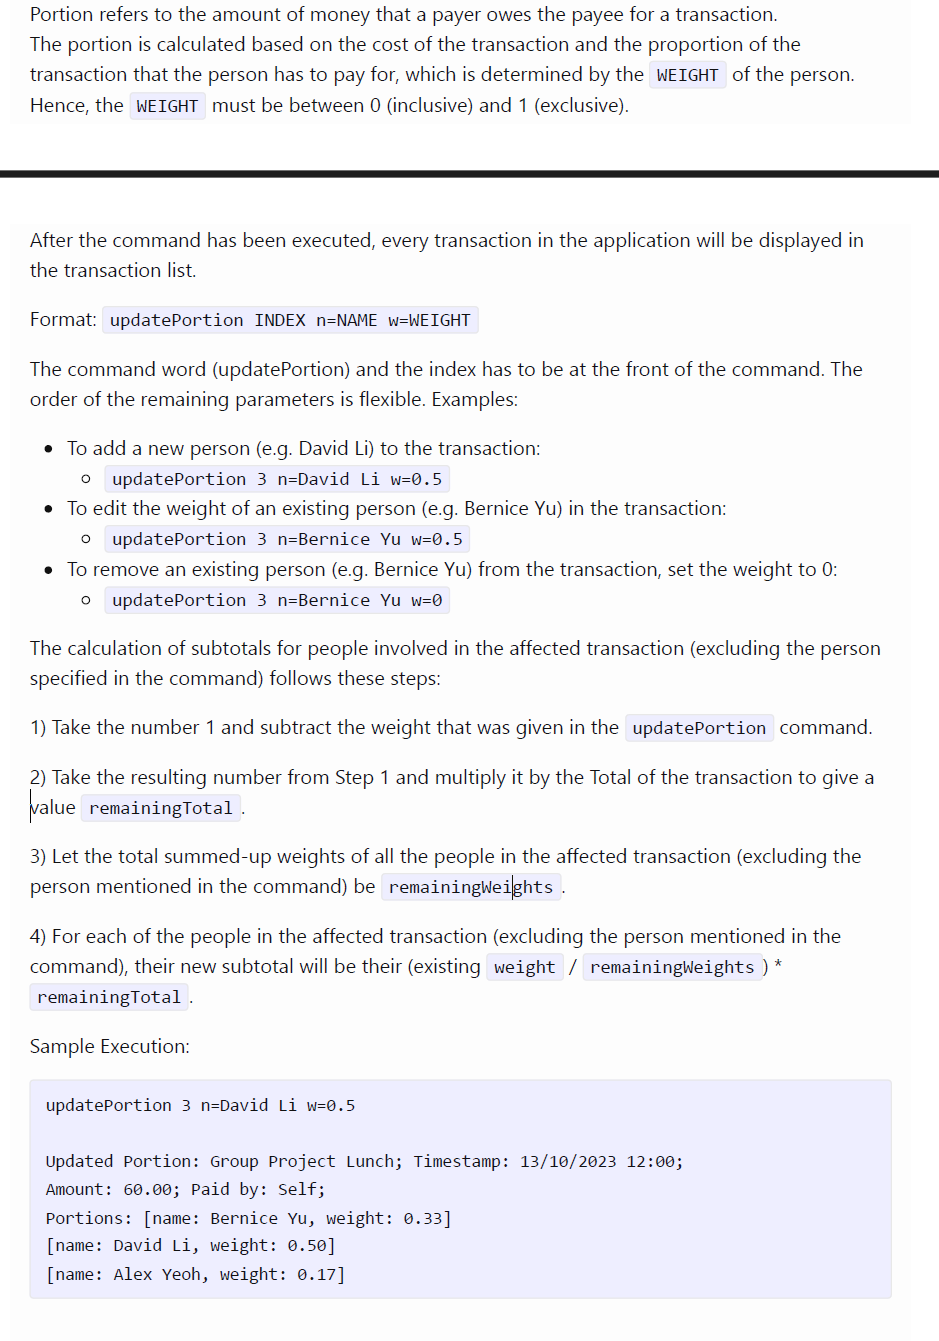 Portion refers to the amount of money that a payer owes the payee for a transaction.
The portion is calculated based on the cost of the transaction and the proportion of the
transaction that the person has to pay for, which is determined by the WEIGHT of the person.
Hence, the WEIGHT must be between 0 (inclusive) and 1 (exclusive).
After the command has been executed, every transaction in the application will be displayed in
the transaction list.
Format: updatePortion INDEX n=NAME w=WEIGHT
The command word (updatePortion) and the index has to be at the front of the command. The
order of the remaining parameters is flexible. Examples:
• To add a new person (e.g. David Li) to the transaction:
○ updatePortion 3 n=David Li w=0.5
• To edit the weight of an existing person (e.g. Bernice Yu) in the transaction:
○ updatePortion 3 n=Bernice Yu w=0.5
• To remove an existing person (e.g. Bernice Yu) from the transaction, set the weight to 0:
○ updatePortion 3 n=Bernice Yu w=0
The calculation of subtotals for people involved in the affected transaction (excluding the person
specified in the command) follows these steps:
1) Take the number 1 and subtract the weight that was given in the updatePortion command.
2) Take the resulting number from Step 1 and multiply it by the Total of the transaction to give a
value remainingTotal .
3) Let the total summed-up weights of all the people in the affected transaction (excluding the
person mentioned in the command) be remainingWeights .
4) For each of the people in the affected transaction (excluding the person mentioned in the
command), their new subtotal will be their (existing weight / remainingWeights ) *
remainingTotal .
Sample Execution:
updatePortion 3 n=David Li w=0.5
Updated Portion: Group Project Lunch; Timestamp: 13/10/2023 12:00;
Amount: 60.00; Paid by: Self;
Portions: [name: Bernice Yu, weight: 0.33]
[name: David Li, weight: 0.50]
[name: Alex Yeoh, weight: 0.17]